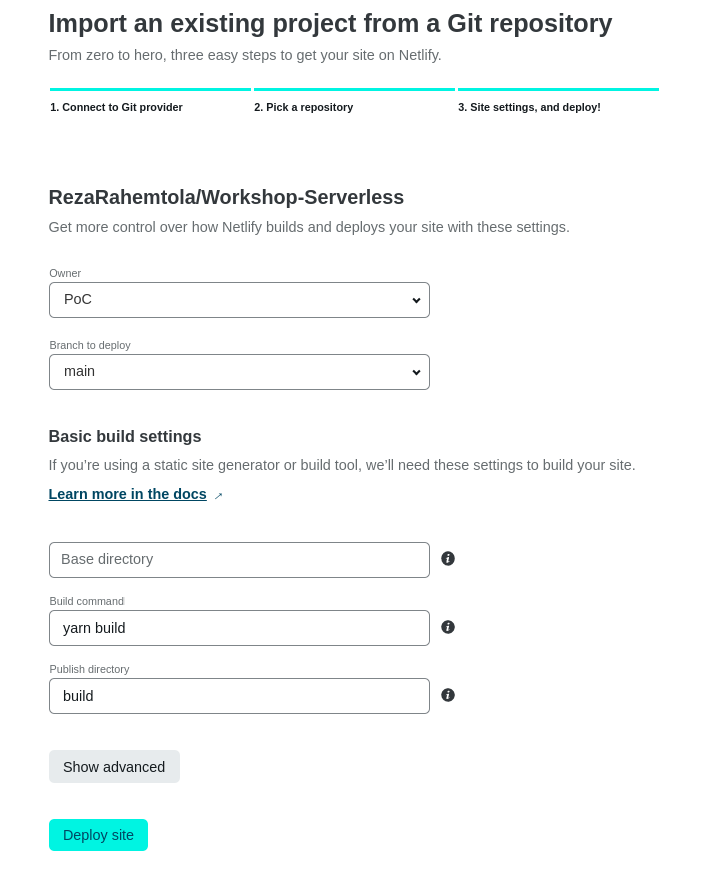 Import an existing project from a Git repository
From zero to hero, three easy steps to get your site on Netlify.
1. Connect to Git provider
2. Pick a repository
3. Site settings, and deploy!
RezaRahemtola/Workshop-Serverless
Get more control over how Netlify builds and deploys your site with these settings.
Owner
PoC
Branch to deploy
main
Basic build settings
If you’re using a static site generator or build tool, we’ll need these settings to build your site.
Learn more in the docs
Base directory
Build command
yarn build
Publish directory
build
Show advanced
Deploy site